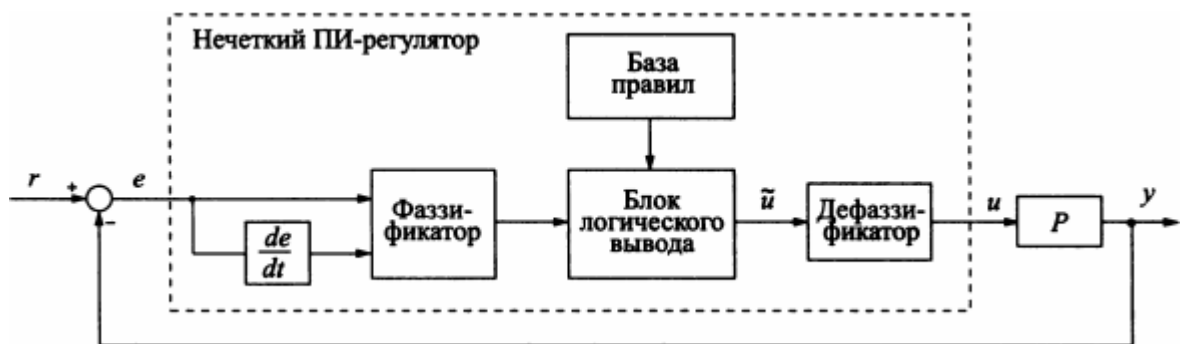 Нечеткий ПИ-регулятор
База
правил
r
+
e
−
de
dt
Фаззи-
фикатор
Блок
логического
вывода
ũ
Дефаззи-
фикатор
u
P
y